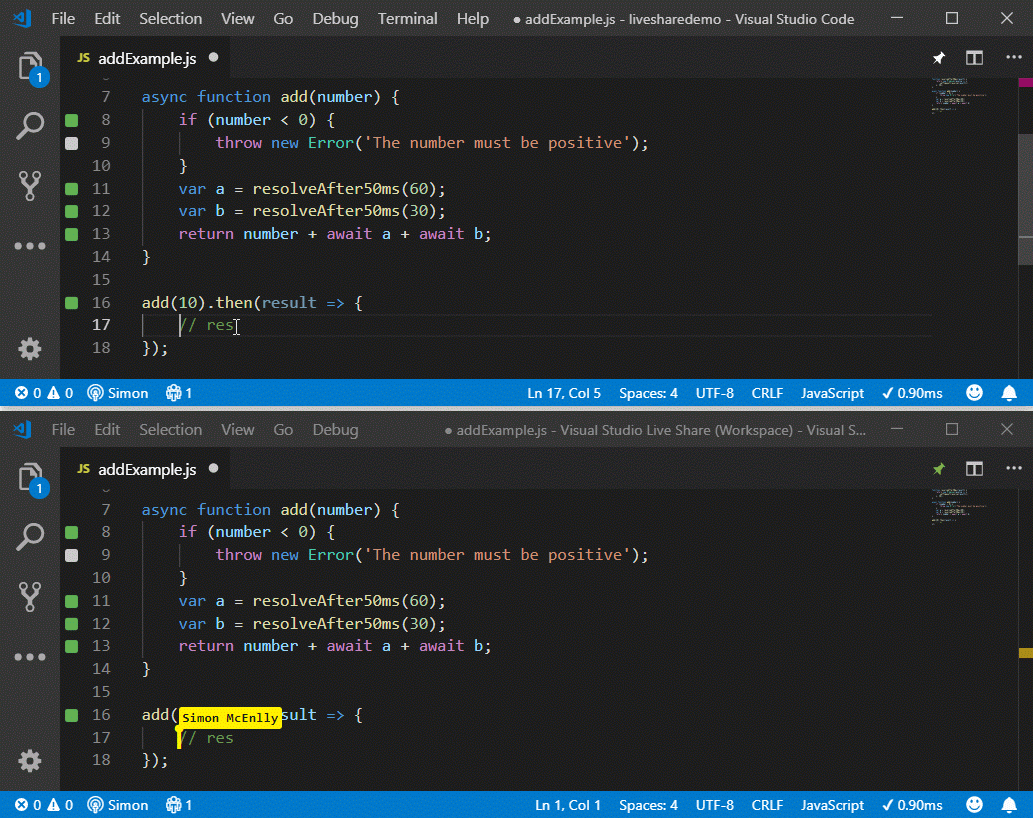 File Edit Selection View Go Debug Terminal Help ● addExample.js - livesharedemo - Visual Studio Code
JS addExample.js ●
1
7 async function add(number) {
8 if (number < 0) {
9 throw new Error('The number must be positive');
10 }
11 var a = resolveAfter50ms(60);
12 var b = resolveAfter50ms(30);
13 return number + await a + await b;
14 }
15
16 add(10).then(result => {
17 // res
18 });
0 0 Simon 1 Ln 17, Col 5 Spaces: 4 UTF-8 CRLF JavaScript ✓ 0.90ms
File Edit Selection View Go Debug ● addExample.js - Visual Studio Live Share (Workspace) - Visual S...
JS addExample.js ●
1
7 async function add(number) {
8 if (number < 0) {
9 throw new Error('The number must be positive');
10 }
11 var a = resolveAfter50ms(60);
12 var b = resolveAfter50ms(30);
13 return number + await a + await b;
14 }
15
16 add( Simon McEnlly sult => {
17 // res
18 });
0 0 Simon 1 Ln 1, Col 1 Spaces: 4 UTF-8 CRLF JavaScript ✓ 0.90ms